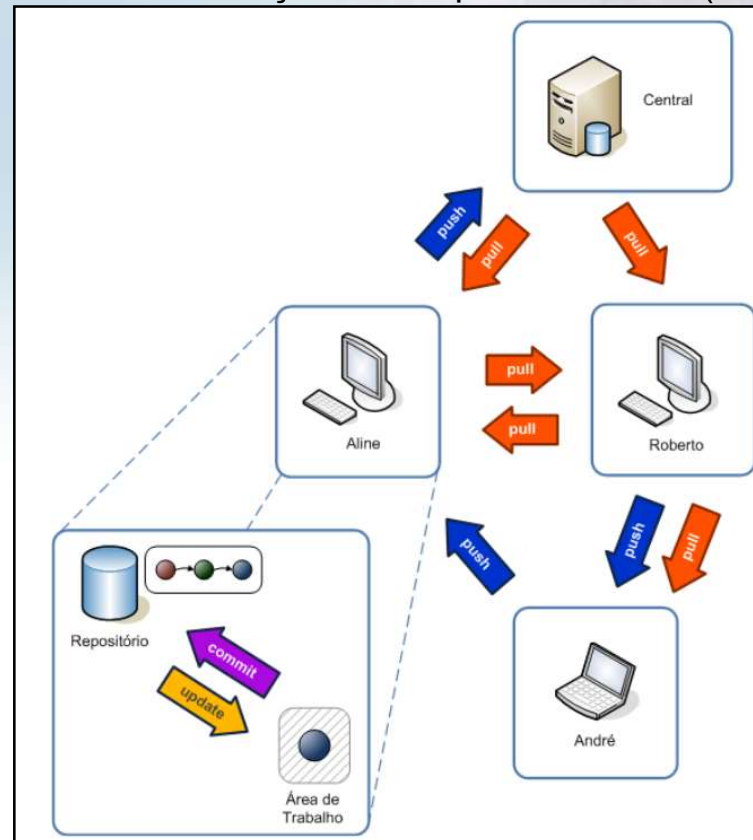 Central
push
pull
pull
Aline
pull
pull
Roberto
Repositório
commit
update
Área de
Trabalho
push
push
pull
André